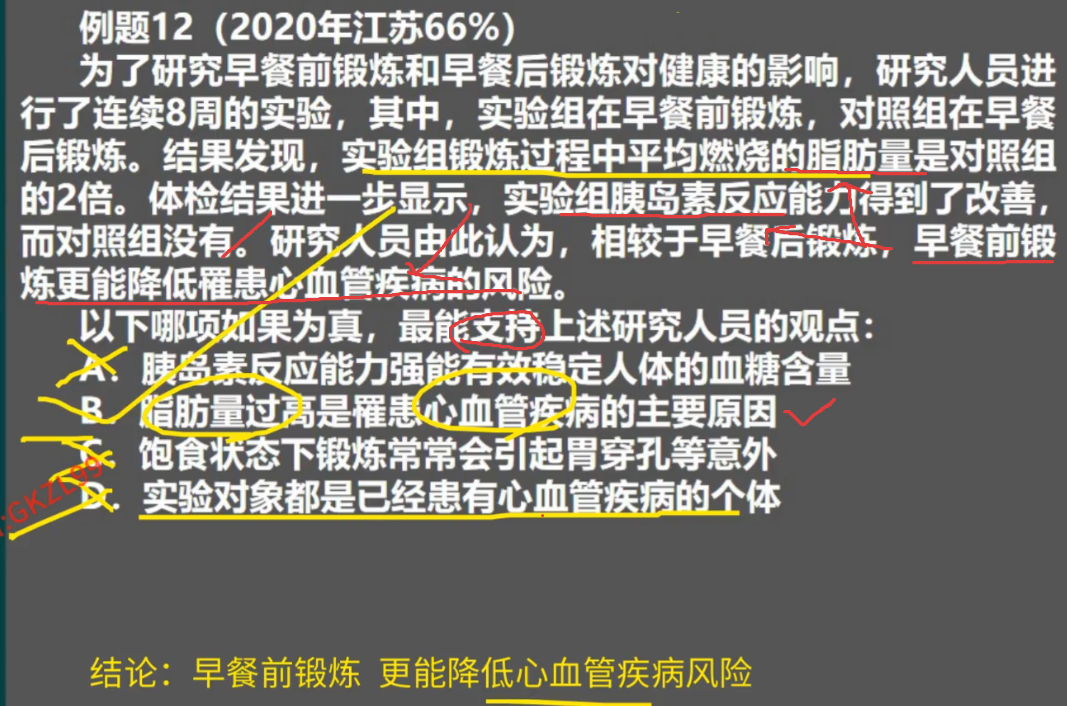 例题12（2020年江苏66%）
为了研究早餐前锻炼和早餐后锻炼对健康的影响，研究人员进
行了连续8周的实验，其中，实验组在早餐前锻炼，对照组在早餐
后锻炼。结果发现，实验组锻炼过程中平均燃烧的脂肪量是对照组
的2倍。体检结果进一步显示，实验组胰岛素反应能力得到了改善，
而对照组没有。研究人员由此认为，相较于早餐后锻炼，早餐前锻
炼更能降低罹患心血管疾病的风险。
以下哪项如果为真，最能支持上述研究人员的观点：
A．胰岛素反应能力强能有效稳定人体的血糖含量
B．脂肪量过高是罹患心血管疾病的主要原因
C．饱食状态下锻炼常常会引起胃穿孔等意外
D．实验对象都是已经患有心血管疾病的个体
:GKZL99
结论：早餐前锻炼 更能降低心血管疾病风险